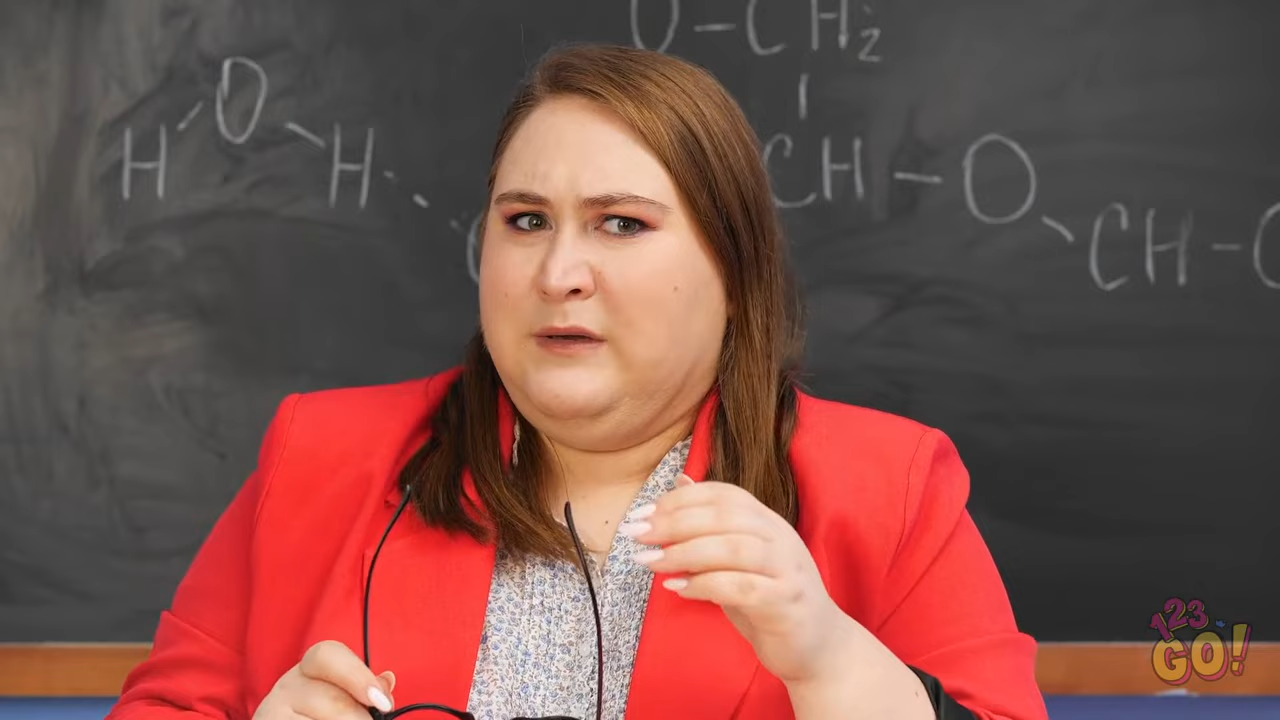 O – CH₂
H O H
CH – O
CH –
123
GO!